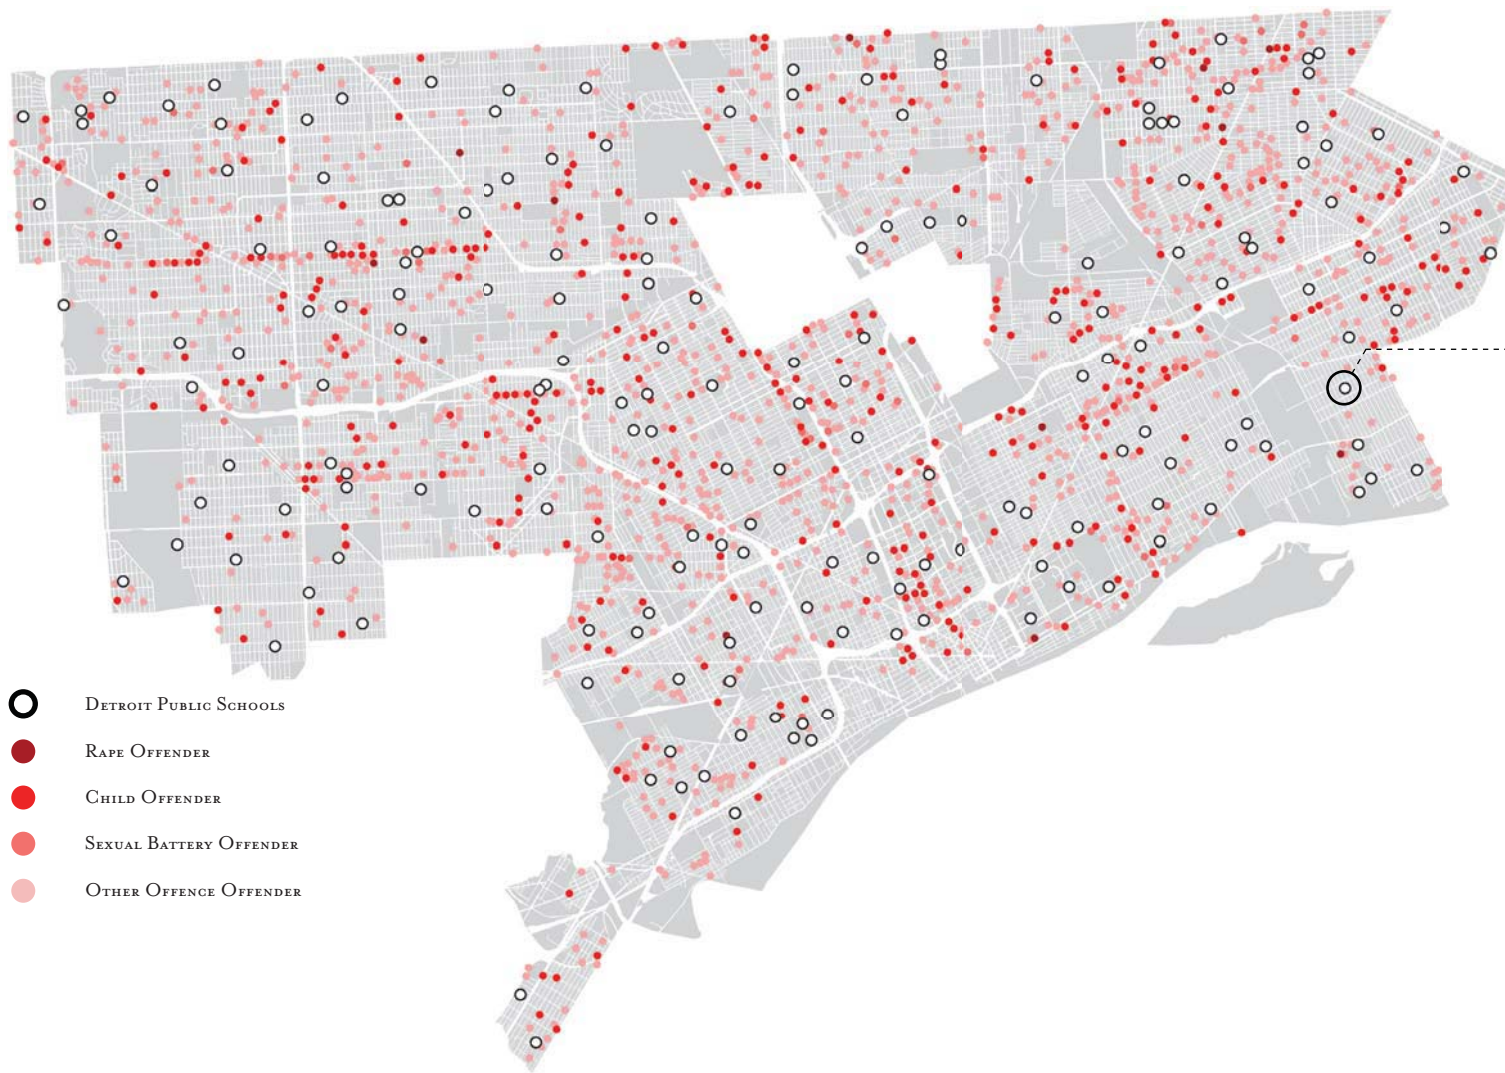 Detroit Public Schools
Rape Offender
Child Offender
Sexual Battery Offender
Other Offence Offender